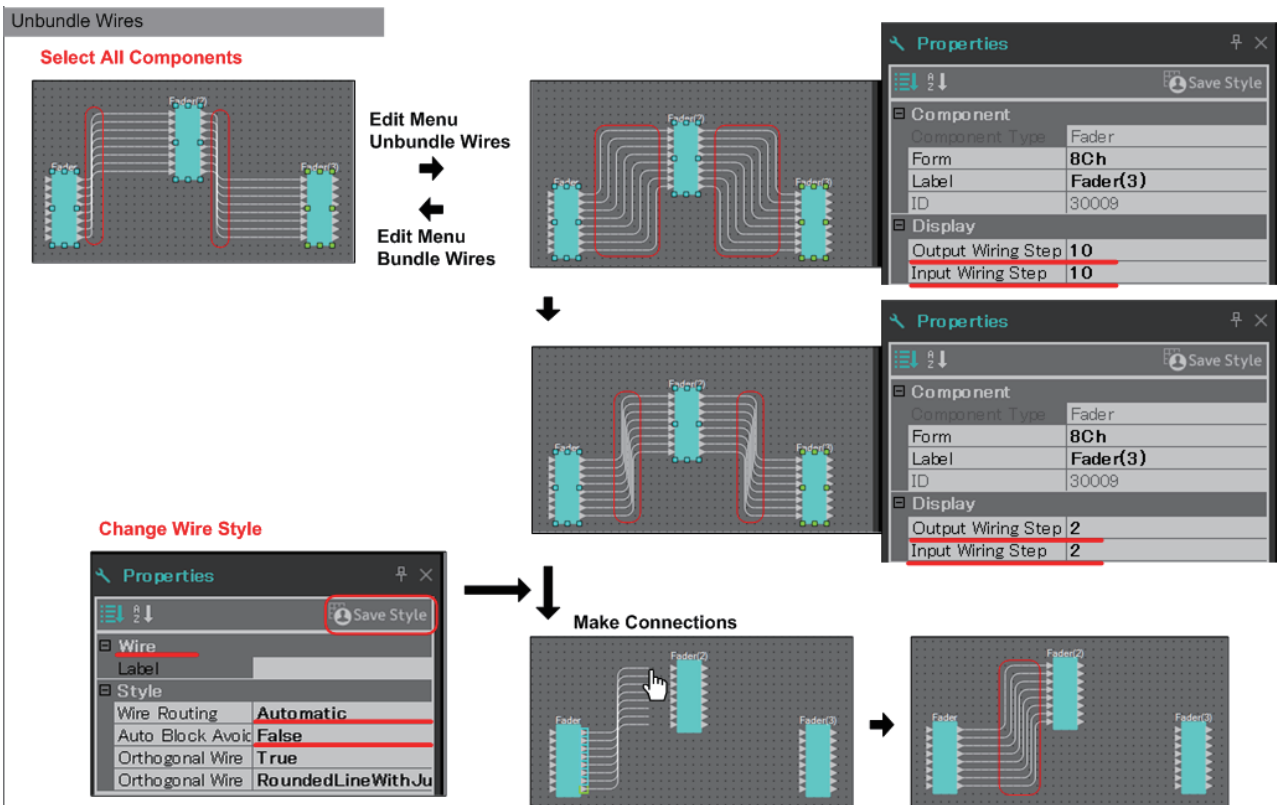 Unbundle Wires
Select All Components
Fader(2)
Fader
Fader(3)
Edit Menu
Unbundle Wires
Edit Menu
Bundle Wires
Fader(2)
Fader
Fader(3)
Properties
Save Style
Component
Component Type Fader
Form 8Ch
Label Fader(3)
ID 30009
Display
Output Wiring Step 10
Input Wiring Step 10
Fader(2)
Fader
Fader(3)
Properties
Save Style
Component
Component Type Fader
Form 8Ch
Label Fader(3)
ID 30009
Display
Output Wiring Step 2
Input Wiring Step 2
Change Wire Style
Properties
Save Style
Wire
Label
Style
Wire Routing Automatic
Auto Block Avoid False
Orthogonal Wire True
Orthogonal Wire RoundedLineWithJu
Make Connections
Fader(2)
Fader
Fader(3)
Fader(2)
Fader
Fader(3)